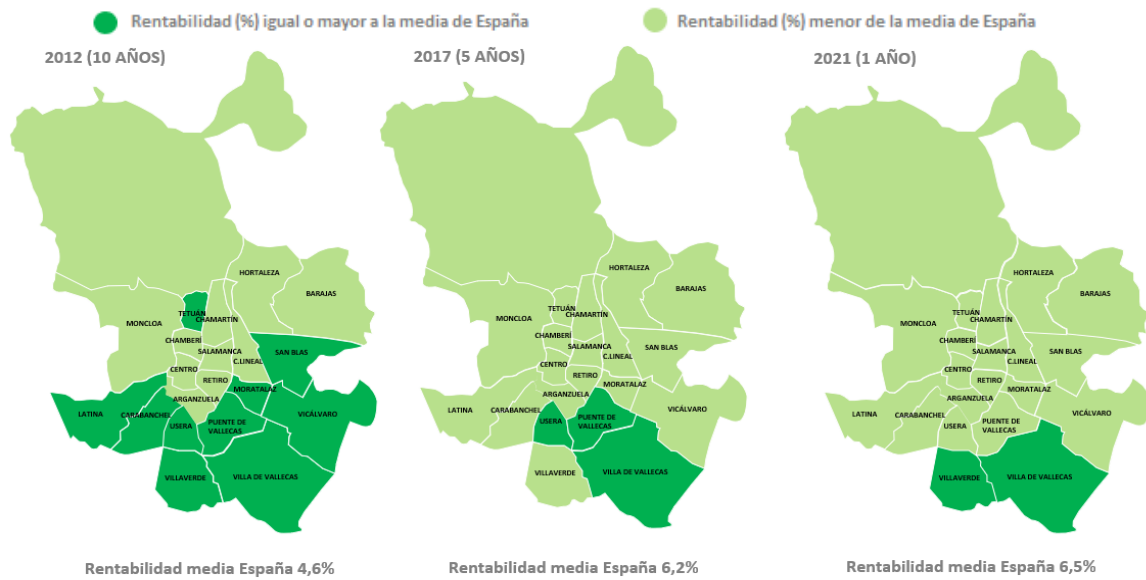 Rentabilidad (%) igual o mayor a la media de España
Rentabilidad (%) menor de la media de España
2012 (10 AÑOS)
HORTALEZA
BARAJAS
TETUÁN
CHAMARTÍN
MONCLOA
CHAMBERÍ
SALAMANCA
SAN BLAS
C.LINEAL
CENTRO
RETIRO
MORATALAZ
ARGANZUELA
LATINA
CARABANCHEL
VICÁLVARO
USERA
PUENTE DE
VALLECAS
VILLAVERDE
VILLA DE VALLECAS
Rentabilidad media España 4,6%
2017 (5 AÑOS)
HORTALEZA
BARAJAS
TETUÁN
CHAMARTÍN
MONCLOA
CHAMBERÍ
SALAMANCA
SAN BLAS
C.LINEAL
CENTRO
RETIRO
MORATALAZ
ARGANZUELA
LATINA
CARABANCHEL
VICÁLVARO
USERA
PUENTE DE
VALLECAS
VILLAVERDE
VILLA DE VALLECAS
Rentabilidad media España 6,2%
2021 (1 AÑO)
HORTALEZA
BARAJAS
TETUÁN
CHAMARTÍN
MONCLOA
CHAMBERÍ
SALAMANCA
SAN BLAS
C.LINEAL
CENTRO
RETIRO
MORATALAZ
ARGANZUELA
LATINA
CARABANCHEL
VICÁLVARO
USERA
PUENTE DE
VALLECAS
VILLAVERDE
VILLA DE VALLECAS
Rentabilidad media España 6,5%